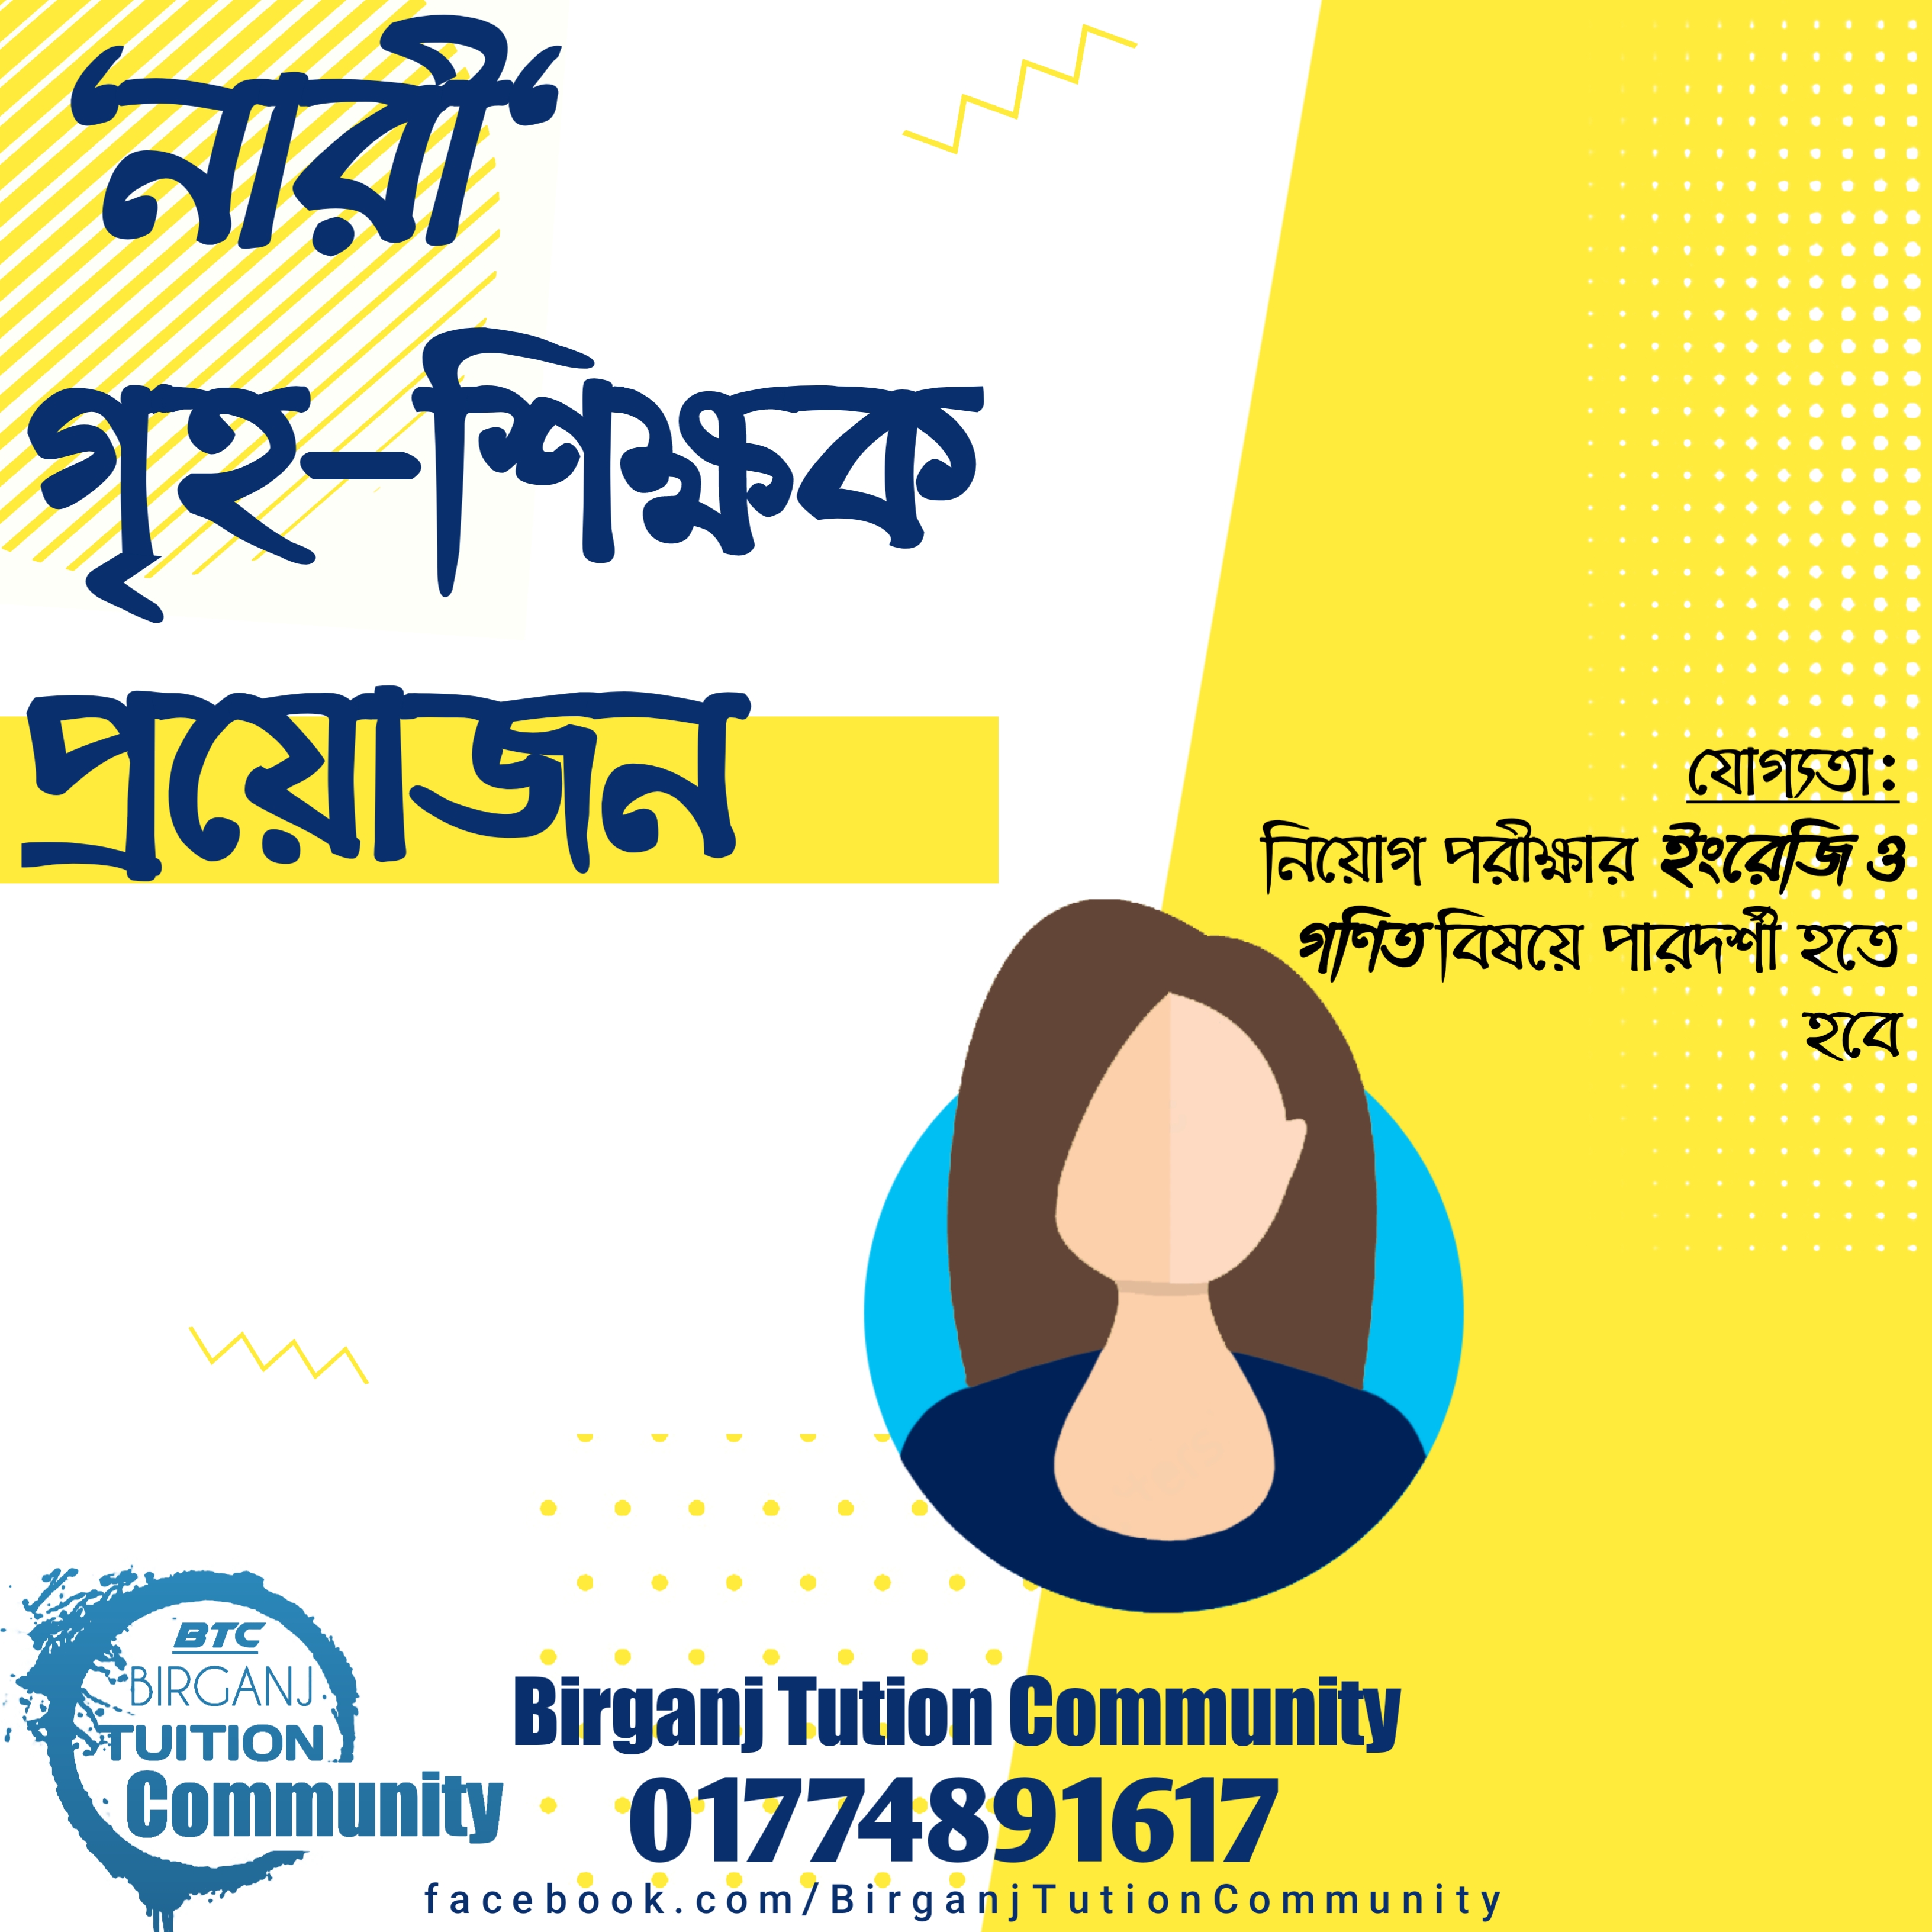 ‘নারী‘
গৃহ-শিক্ষক
প্রয়োজন
যোগ্যতা:
নিয়োগ পরীক্ষার ইংরেজি ও
গণিত বিষয়ে পারদর্শী হতে
হবে
BTC
BIRGANJ
TUITION
Community
Birganj Tution Community
01774891617
facebook.com/BirganjTutionCommunity